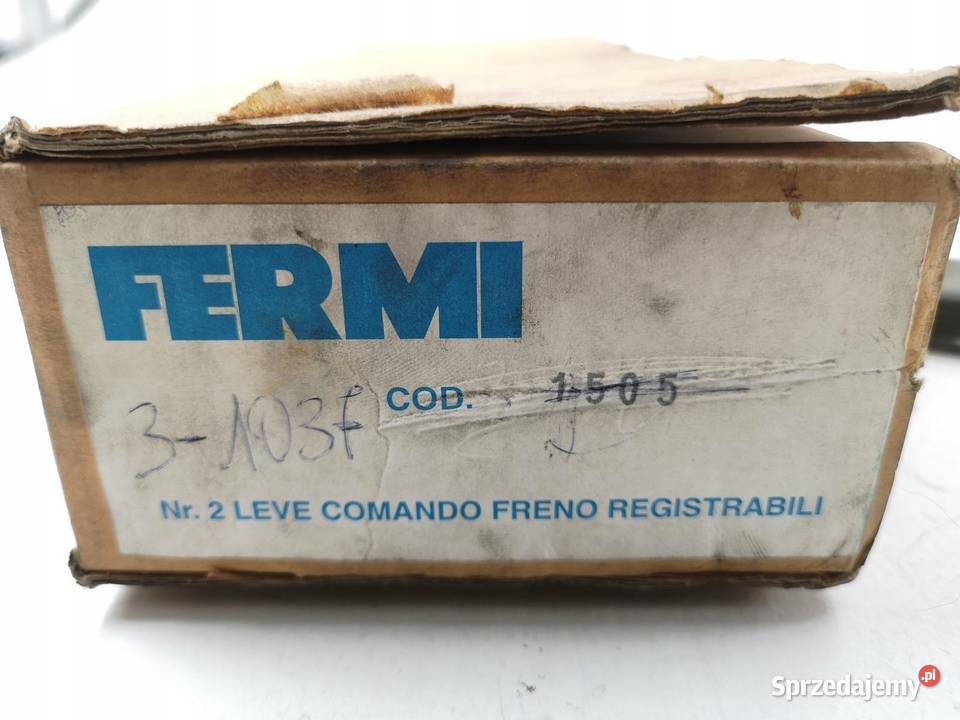 FERMI
COD. 1505
3-103f
Nr. 2 LEVE COMANDO FRENO REGISTRABILI
Sprzedajemy.pl